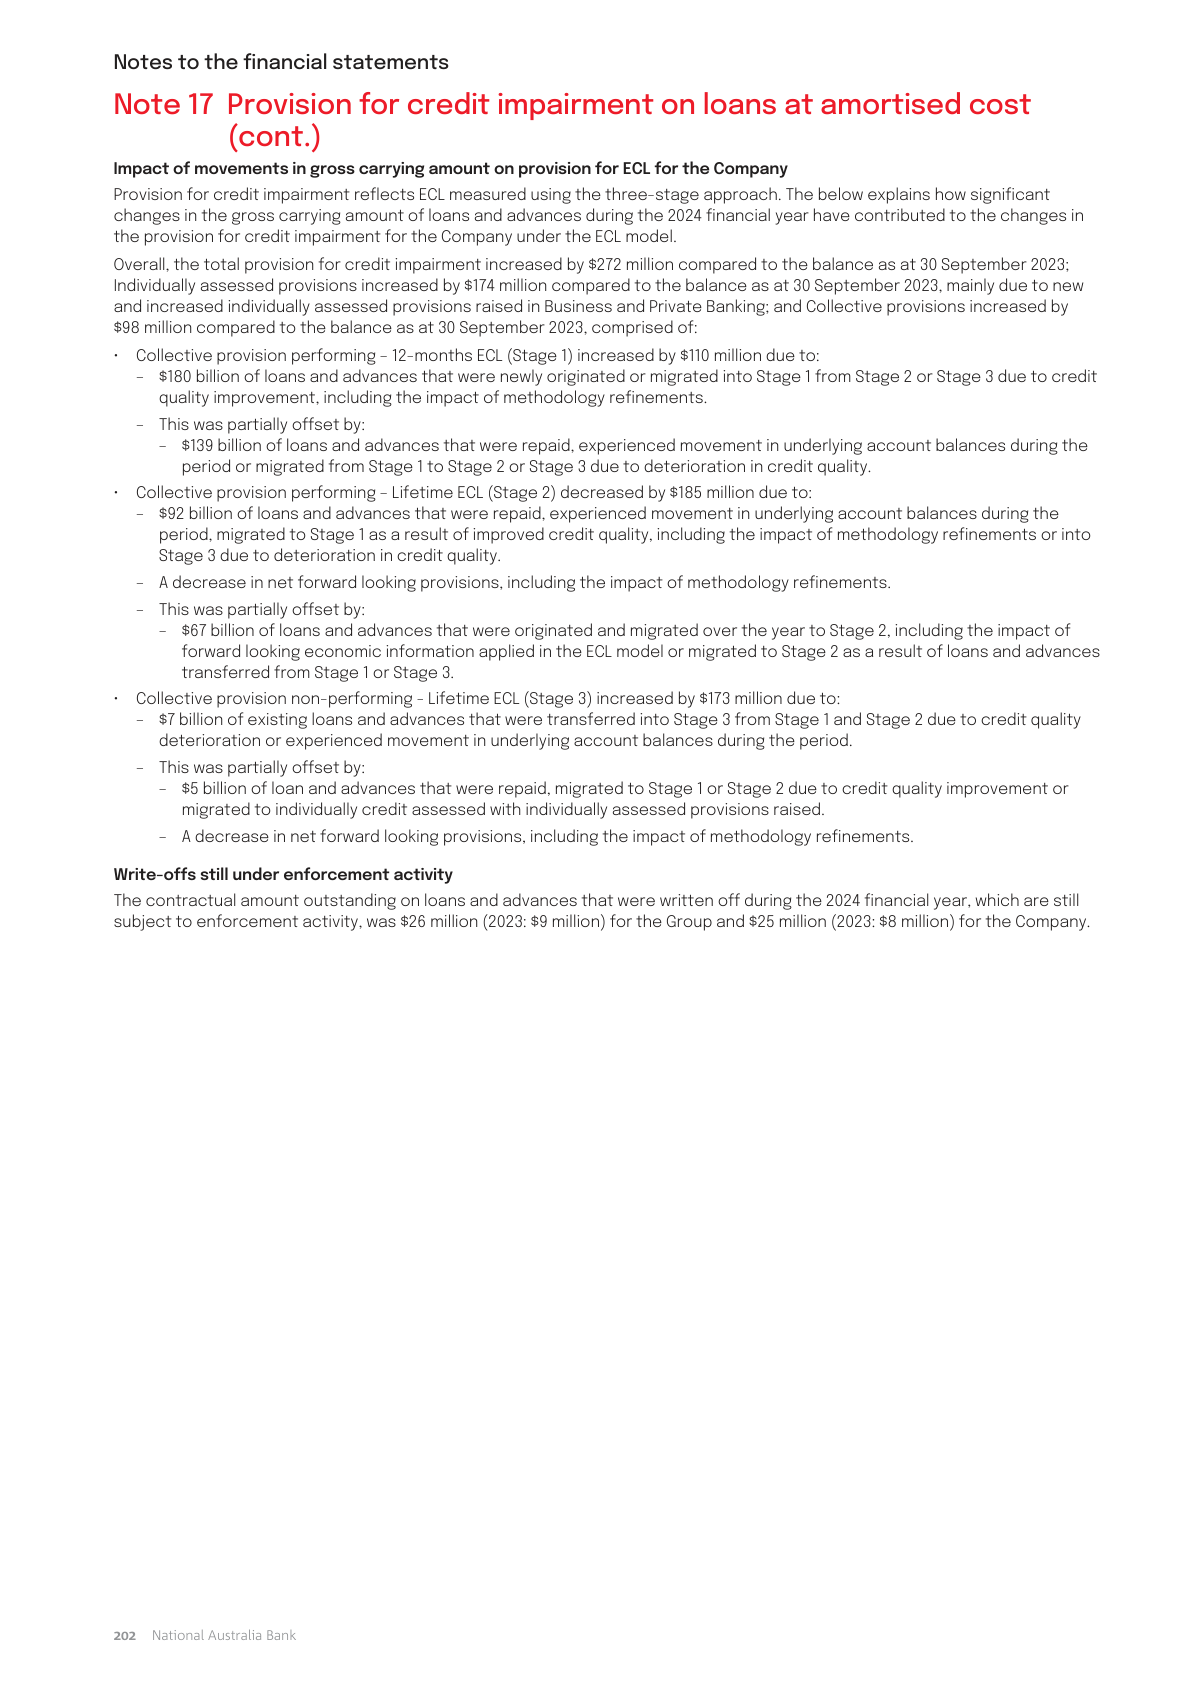 Notes to the financial statements
Note 17 Provision for credit impairment on loans at amortised cost
(cont.)
Impact of movements in gross carrying amount on provision for ECL for the Company
Provision for credit impairment reflects ECL measured using the three-stage approach. The below explains how significant
changes in the gross carrying amount of loans and advances during the 2024 financial year have contributed to the changes in
the provision for credit impairment for the Company under the ECL model.
Overall, the total provision for credit impairment increased by $272 million compared to the balance as at 30 September 2023;
Individually assessed provisions increased by $174 million compared to the balance as at 30 September 2023, mainly due to new
and increased individually assessed provisions raised in Business and Private Banking; and Collective provisions increased by
$98 million compared to the balance as at 30 September 2023, comprised of:
• Collective provision performing – 12-months ECL (Stage 1) increased by $110 million due to:
– $180 billion of loans and advances that were newly originated or migrated into Stage 1 from Stage 2 or Stage 3 due to credit
quality improvement, including the impact of methodology refinements.
– This was partially offset by:
– $139 billion of loans and advances that were repaid, experienced movement in underlying account balances during the
period or migrated from Stage 1 to Stage 2 or Stage 3 due to deterioration in credit quality.
• Collective provision performing – Lifetime ECL (Stage 2) decreased by $185 million due to:
– $92 billion of loans and advances that were repaid, experienced movement in underlying account balances during the
period, migrated to Stage 1 as a result of improved credit quality, including the impact of methodology refinements or into
Stage 3 due to deterioration in credit quality.
– A decrease in net forward looking provisions, including the impact of methodology refinements.
– This was partially offset by:
– $67 billion of loans and advances that were originated and migrated over the year to Stage 2, including the impact of
forward looking economic information applied in the ECL model or migrated to Stage 2 as a result of loans and advances
transferred from Stage 1 or Stage 3.
• Collective provision non-performing - Lifetime ECL (Stage 3) increased by $173 million due to:
– $7 billion of existing loans and advances that were transferred into Stage 3 from Stage 1 and Stage 2 due to credit quality
deterioration or experienced movement in underlying account balances during the period.
– This was partially offset by:
– $5 billion of loan and advances that were repaid, migrated to Stage 1 or Stage 2 due to credit quality improvement or
migrated to individually credit assessed with individually assessed provisions raised.
– A decrease in net forward looking provisions, including the impact of methodology refinements.
Write-offs still under enforcement activity
The contractual amount outstanding on loans and advances that were written off during the 2024 financial year, which are still
subject to enforcement activity, was $26 million (2023: $9 million) for the Group and $25 million (2023: $8 million) for the Company.
202 National Australia Bank